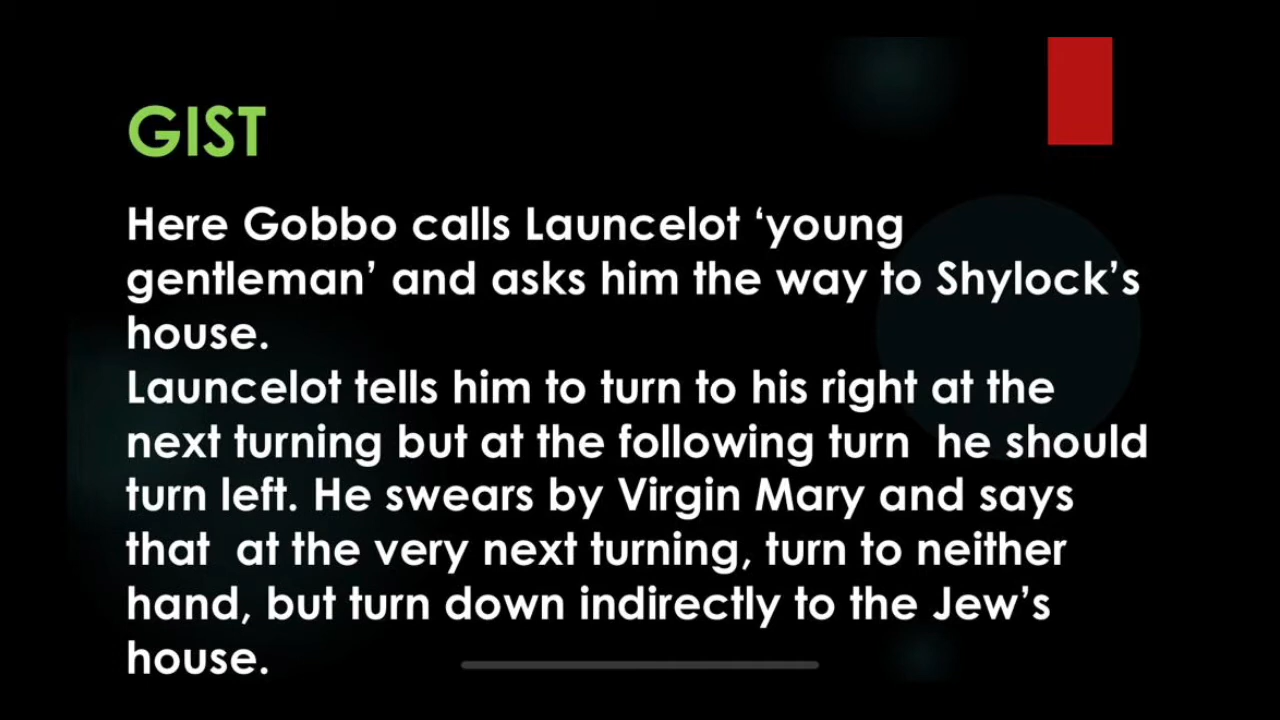 GIST
Here Gobbo calls Launcelot ‘young
gentleman’ and asks him the way to Shylock’s
house.
Launcelot tells him to turn to his right at the
next turning but at the following turn  he should
turn left. He swears by Virgin Mary and says
that  at the very next turning, turn to neither
hand, but turn down indirectly to the Jew’s
house.